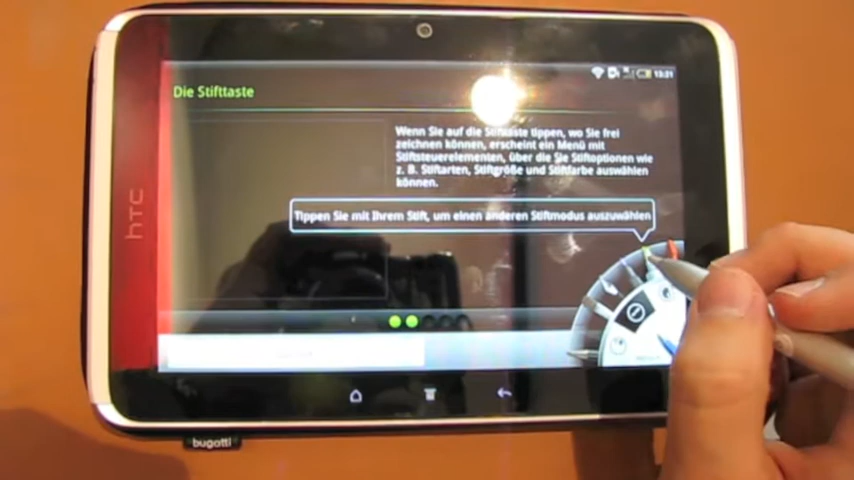 13:21
Die Stifttaste
Wenn Sie auf die Stifttaste tippen, wo Sie frei
zeichnen können, erscheint ein Menü mit
Stiftsteuerelementen, über die Sie Stiftoptionen wie
z. B. Stiftarten, Stiftgröße und Stiftfarbe auswählen
können.
Tippen Sie mit Ihrem Stift, um einen anderen Stiftmodus auszuwählen
hTC
bugatti